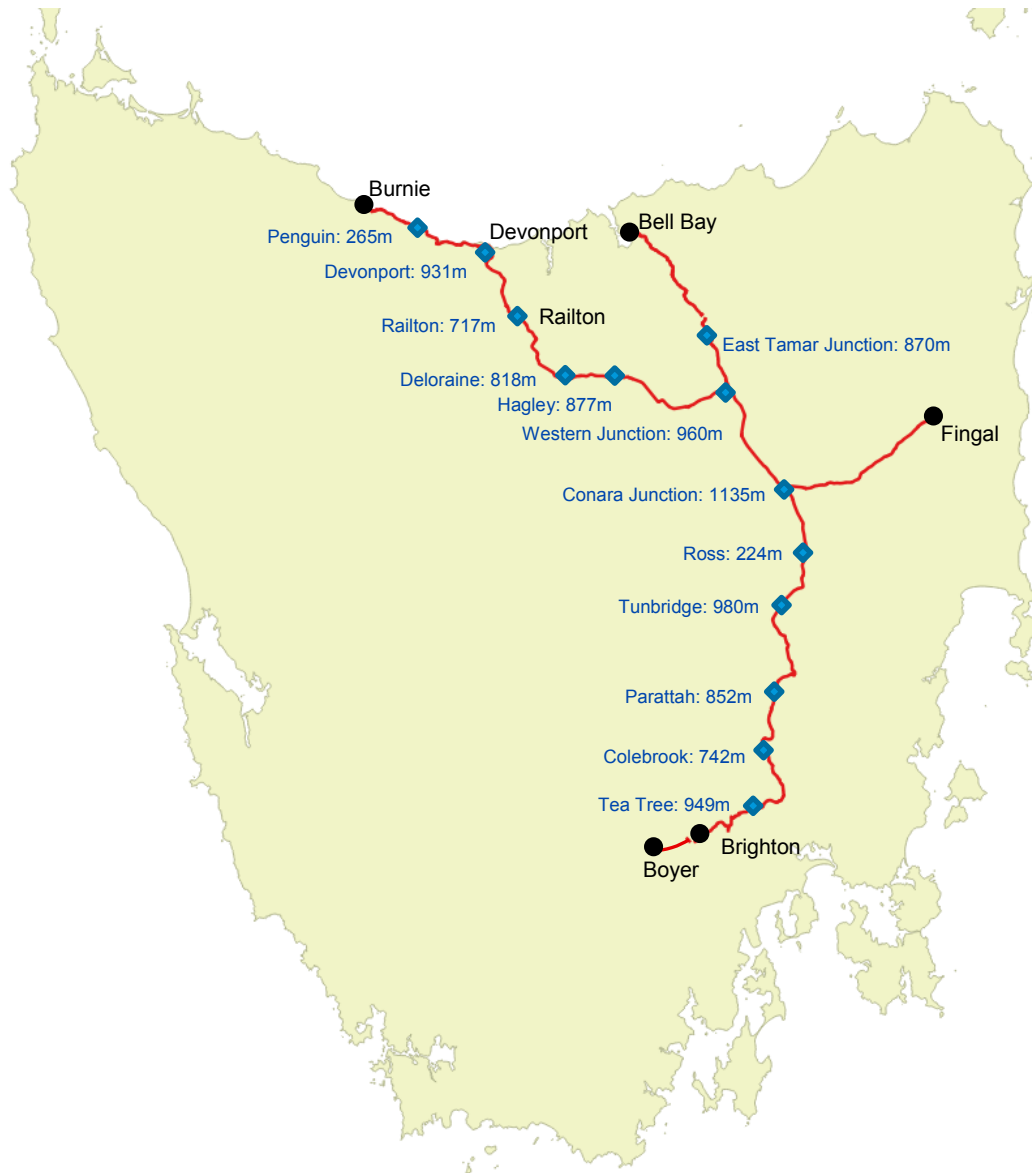 Burnie
Bell Bay
Penguin: 265m
Devonport
Devonport: 931m
Railton: 717m
Railton
East Tamar Junction: 870m
Deloraine: 818m
Hagley: 877m
Western Junction: 960m
Fingal
Conara Junction: 1135m
Ross: 224m
Tunbridge: 980m
Parattah: 852m
Colebrook: 742m
Tea Tree: 949m
Brighton
Boyer